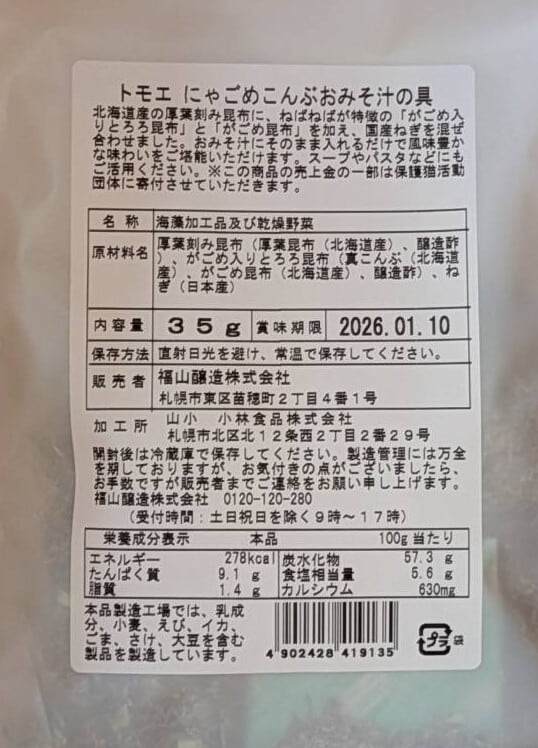 トモエ にゃごめこんぶおみそ汁の具
北海道産の厚葉刻み昆布に、ねばねばが特徴の「がごめ入
りとろろ昆布」と「がごめ昆布」を加え、国産ねぎを混ぜ
合わせました。おみそ汁にそのまま入れるだけで風味豊か
な味わいをご堪能いただけます。スープやパスタなどにも
ご活用ください。※この商品の売上金の一部は保護猫活動
団体に寄付させていただきます。
名 称 海藻加工品及び乾燥野菜
原材料名 厚葉刻み昆布（厚葉昆布（北海道産）、醸造酢
）、がごめ入りとろろ昆布（真こんぶ（北海道
産）、がごめ昆布（北海道産）、醸造酢）、ね
ぎ（日本産）
内容量 35g 賞味期限 2026.01.10
保存方法 直射日光を避け、常温で保存してください。
販売者 福山醸造株式会社
札幌市東区苗穂町2丁目4番1号
加工所 山小 小林食品株式会社
札幌市北区北12条西2丁目2番29号
開封後は冷蔵庫で保存してください。製造管理には万全
を期しておりますが、お気付きの点がございましたら、
お手数ですが販売者までご連絡をお願い申し上げます。
福山醸造株式会社 0120-120-280
（受付時間：土日祝日を除く9時～17時）
栄養成分表示 本品 100g当たり
エネルギー 278kcal 炭水化物 57.3 g
たんぱく質 9.1 g 食塩相当量 5.6 g
脂質 1.4 g カルシウム 630mg
本品製造工場では、乳成
分、小麦、えび、イカ、
ごま、さけ、大豆を含む
製品を製造しています。
4 902428 419135
プラ 袋